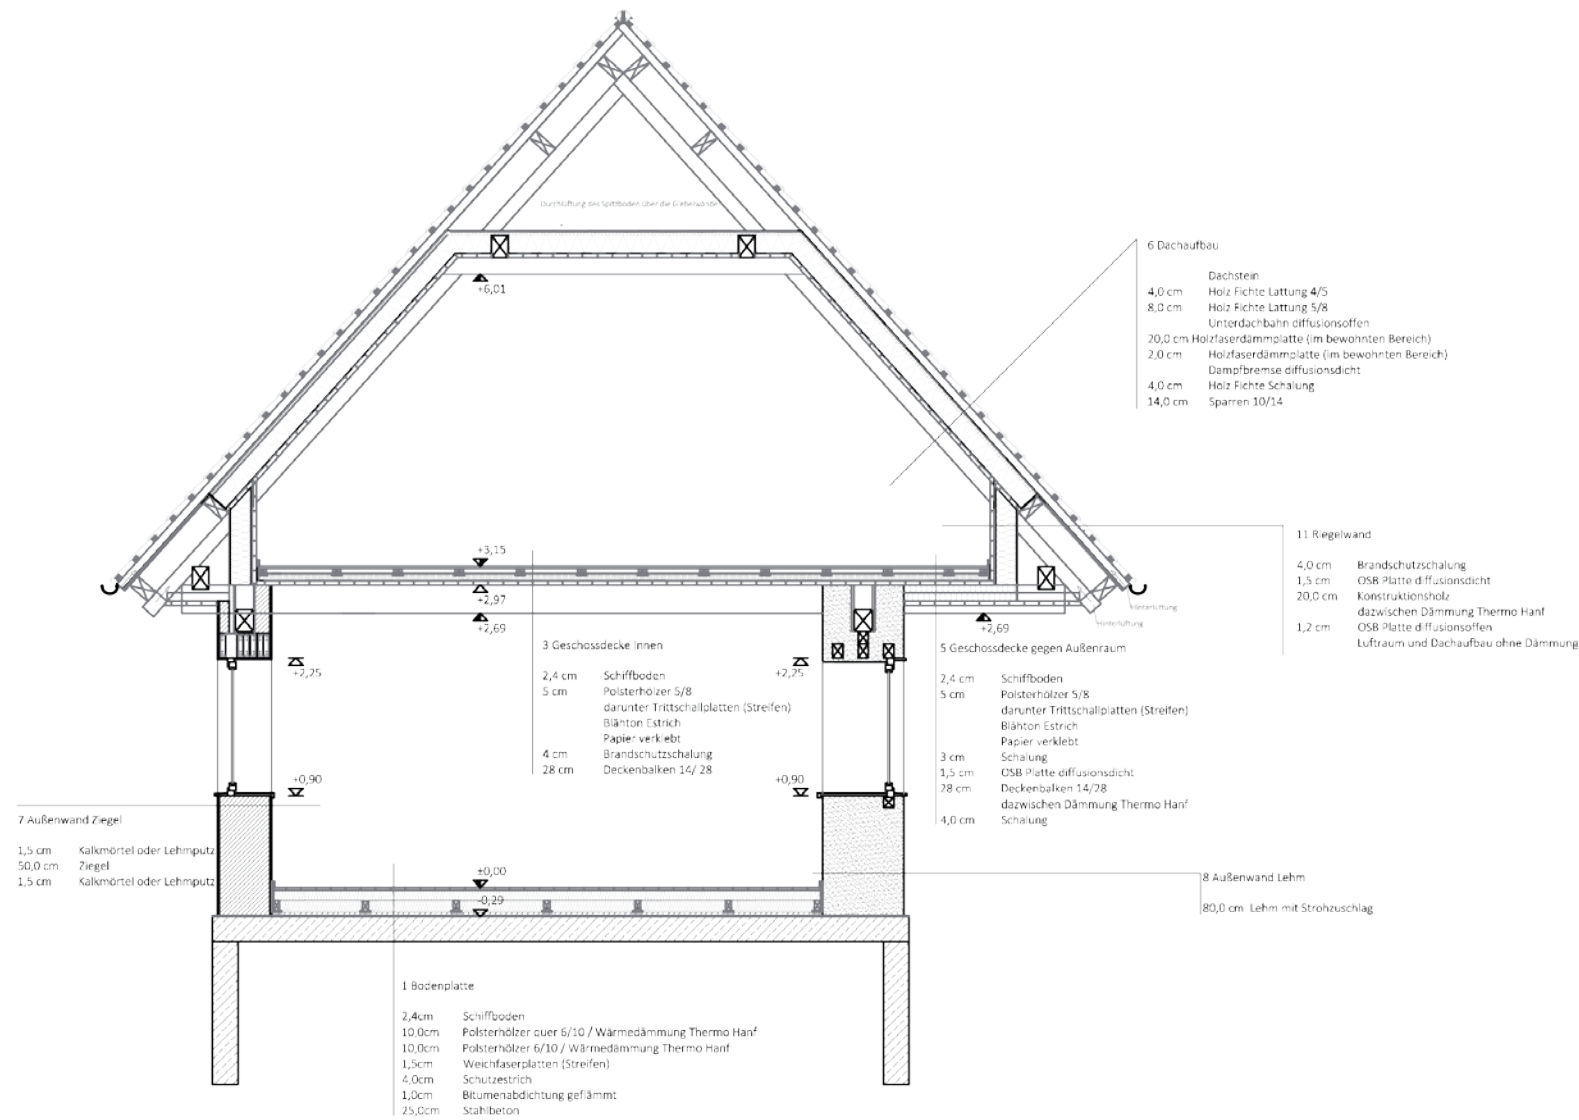 Durchlüftung des Spitzboden über die Giebelwände
+6,01
6 Dachaufbau
Dachstein
4,0 cm Holz Fichte Lattung 4/5
8,0 cm Holz Fichte Lattung 5/8
Unterdachbahn diffusionsoffen
20,0 cm Holzfaserdämmplatte (im bewohnten Bereich)
2,0 cm Holzfaserdämmplatte (im bewohnten Bereich)
Dampfbremse diffusionsdicht
4,0 cm Holz Fichte Schalung
14,0 cm Sparren 10/14
11 Riegelwand
4,0 cm Brandschutzschalung
1,5 cm OSB Platte diffusionsdicht
20,0 cm Konstruktionsholz
dazwischen Dämmung Thermo Hanf
1,2 cm OSB Platte diffusionsoffen
Luftraum und Dachaufbau ohne Dämmung
+3,15
+2,97
+2,69
+2,69
Hinterlüftung
Hinterlüftung
3 Geschossdecke Innen
2,4 cm Schiffboden
5 cm Polsterhölzer 5/8
darunter Trittschallplatten (Streifen)
Blähton Estrich
Papier verklebt
4 cm Brandschutzschalung
28 cm Deckenbalken 14/ 28
5 Geschossdecke gegen Außenraum
2,4 cm Schiffboden
5 cm Polsterhölzer 5/8
darunter Trittschallplatten (Streifen)
Blähton Estrich
Papier verklebt
3 cm Schalung
1,5 cm OSB Platte diffusionsdicht
28 cm Deckenbalken 14/28
dazwischen Dämmung Thermo Hanf
4,0 cm Schalung
+2,25
+2,25
+0,90
+0,90
7 Außenwand Ziegel
1,5 cm Kalkmörtel oder Lehmputz
50,0 cm Ziegel
1,5 cm Kalkmörtel oder Lehmputz
±0,00
-0,29
8 Außenwand Lehm
80,0 cm Lehm mit Strohzuschlag
1 Bodenplatte
2,4cm Schiffboden
10,0cm Polsterhölzer quer 6/10 / Wärmedämmung Thermo Hanf
10,0cm Polsterhölzer 6/10 / Wärmedämmung Thermo Hanf
1,5cm Weichfaserplatten (Streifen)
4,0cm Schutzestrich
1,0cm Bitumenabdichtung geflämmt
25,0cm Stahlbeton